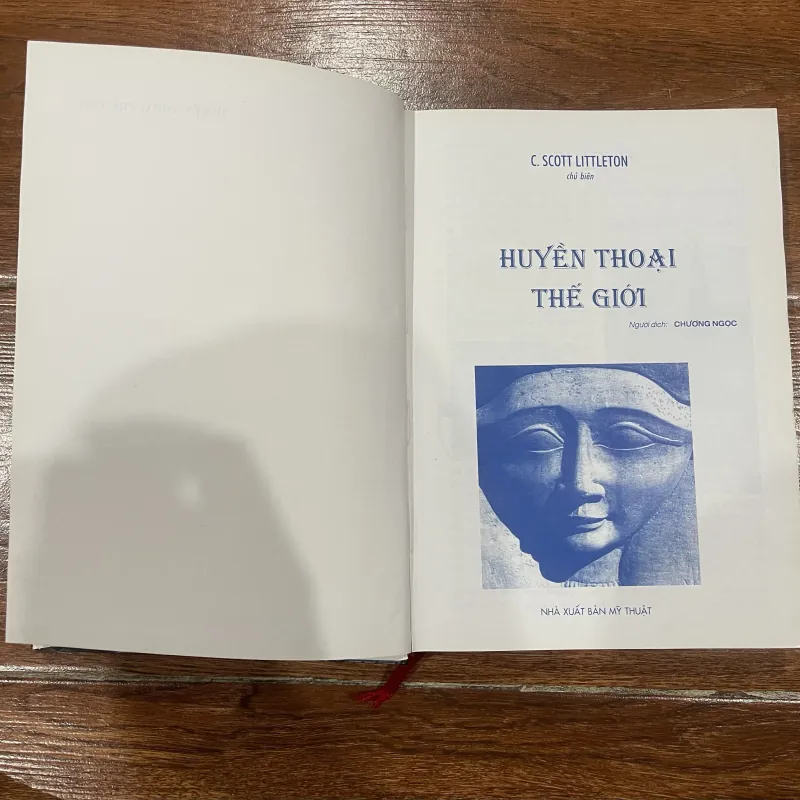 C. SCOTT LITTLETON
chủ biên
HUYỀN THOẠI
THẾ GIỚI
Người dịch: CHƯƠNG NGỌC
NHÀ XUẤT BẢN MỸ THUẬT